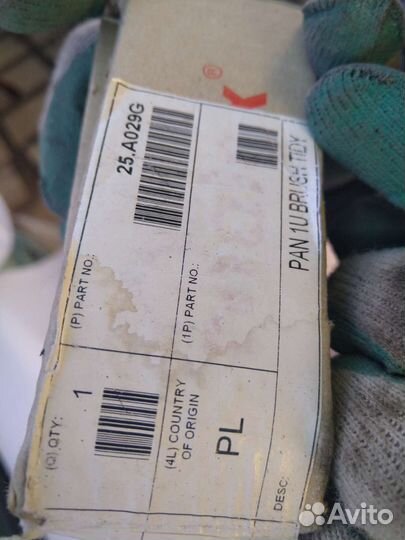 K®
(P) PART NO.:
25.A029G
(1P) PART NO.:
(Q) QTY:
1
(4L) COUNTRY
OF ORIGIN
PL
DESC:
PAN 1U BRUSH TIDY
Avito